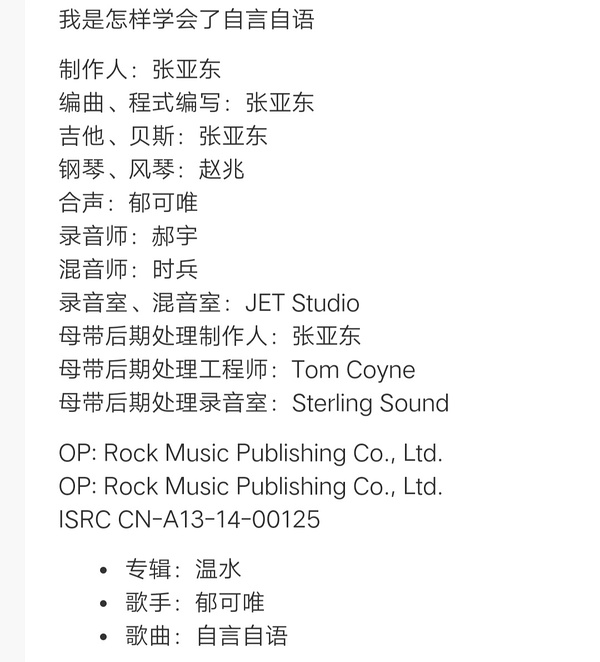 我是怎样学会了自言自语
制作人：张亚东
编曲、程式编写：张亚东
吉他、贝斯：张亚东
钢琴、风琴：赵兆
合声：郁可唯
录音师：郝宇
混音师：时兵
录音室、混音室：JET Studio
母带后期处理制作人：张亚东
母带后期处理工程师：Tom Coyne
母带后期处理录音室：Sterling Sound
OP: Rock Music Publishing Co., Ltd.
OP: Rock Music Publishing Co., Ltd.
ISRC CN-A13-14-00125
• 专辑：温水
• 歌手：郁可唯
• 歌曲：自言自语